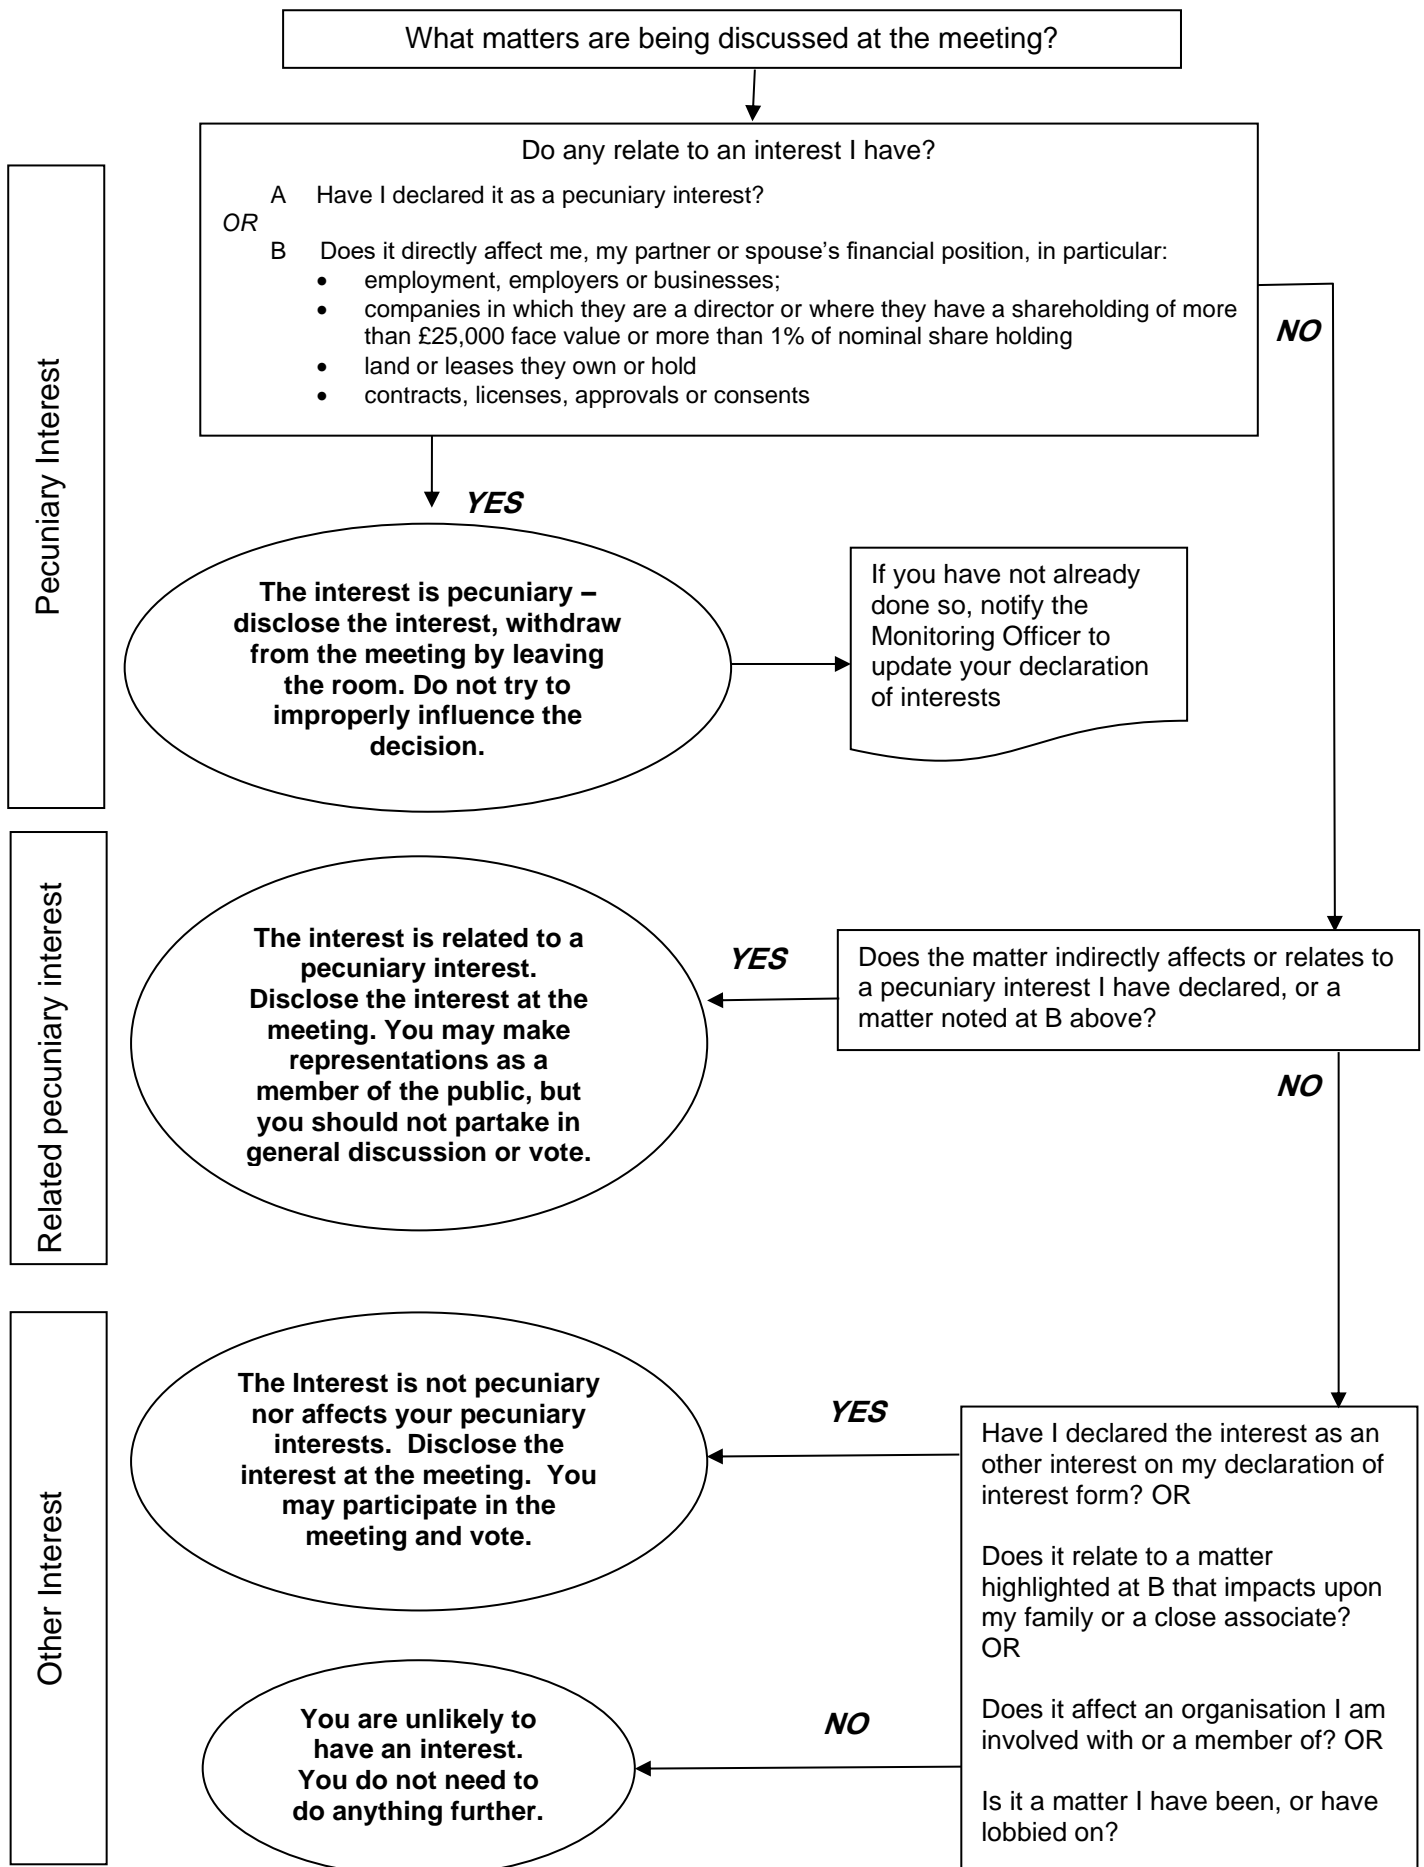 What matters are being discussed at the meeting?
Do any relate to an interest I have?
A Have I declared it as a pecuniary interest?
OR
B Does it directly affect me, my partner or spouse's financial position, in particular:
• employment, employers or businesses;
• companies in which they are a director or where they have a shareholding of more
than £25,000 face value or more than 1% of nominal share holding
• land or leases they own or hold
• contracts, licenses, approvals or consents
NO
Pecuniary Interest
YES
The interest is pecuniary –
disclose the interest, withdraw
from the meeting by leaving
the room. Do not try to
improperly influence the
decision.
If you have not already
done so, notify the
Monitoring Officer to
update your declaration
of interests
Related pecuniary interest
The interest is related to a
pecuniary interest.
Disclose the interest at the
meeting. You may make
representations as a
member of the public, but
you should not partake in
general discussion or vote.
YES
Does the matter indirectly affects or relates to
a pecuniary interest I have declared, or a
matter noted at B above?
NO
Other Interest
The Interest is not pecuniary
nor affects your pecuniary
interests. Disclose the
interest at the meeting. You
may participate in the
meeting and vote.
YES
Have I declared the interest as an
other interest on my declaration of
interest form? OR
Does it relate to a matter
highlighted at B that impacts upon
my family or a close associate?
OR
Does it affect an organisation I am
involved with or a member of? OR
Is it a matter I have been, or have
lobbied on?
NO
You are unlikely to
have an interest.
You do not need to
do anything further.